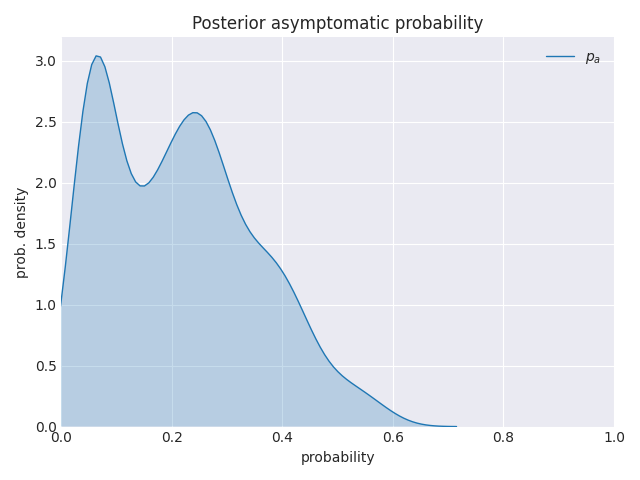 Posterior asymptomatic probability
pₐ
prob. density
3.0
2.5
2.0
1.5
1.0
0.5
0.0
0.0 0.2 0.4 0.6 0.8 1.0
probability